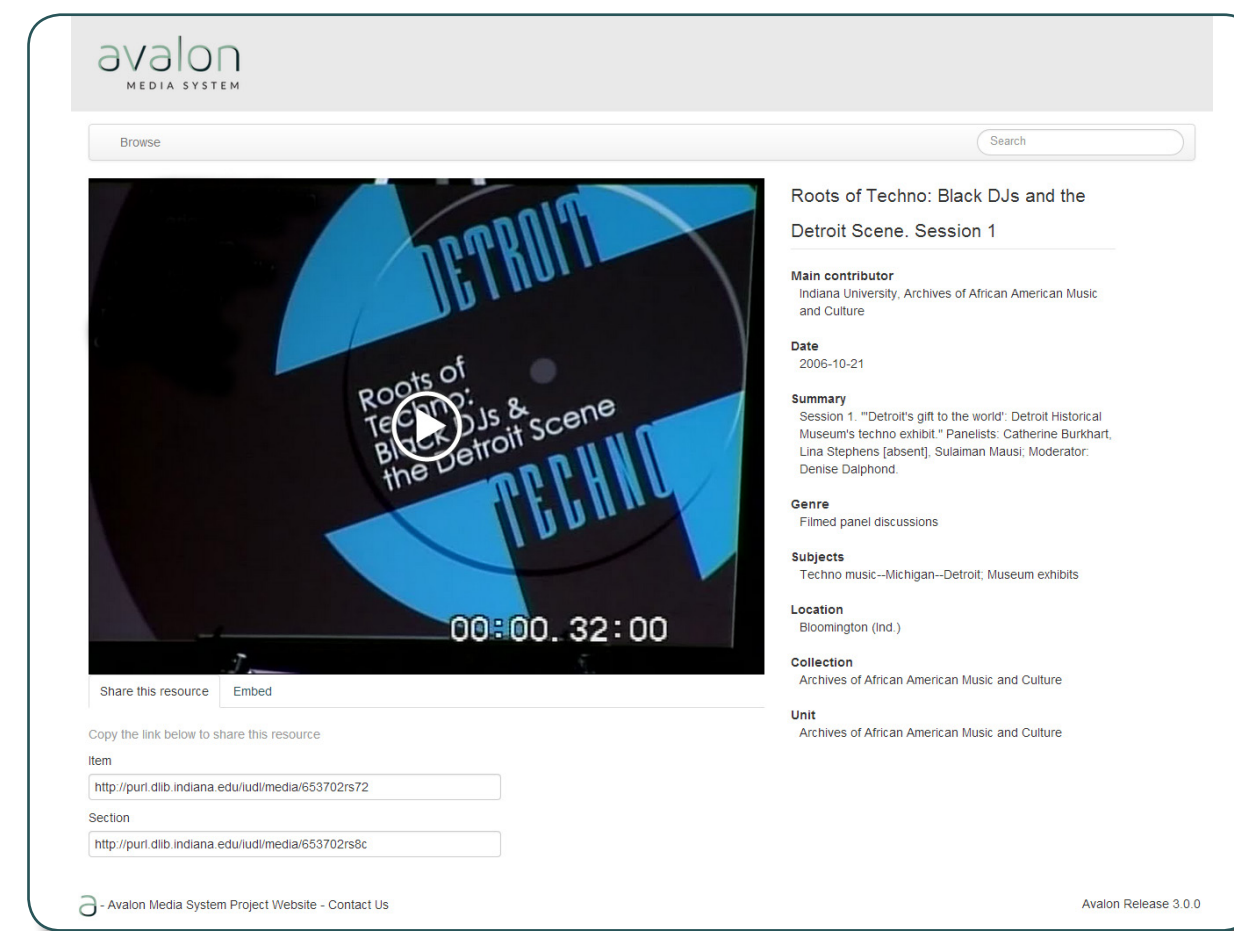 avalon
MEDIA SYSTEM
Browse
Search
DETROIT
Roots of
Techno:
Black DJs &
the Detroit Scene
TECHNO
00:00.32:00
Roots of Techno: Black DJs and the
Detroit Scene. Session 1
Main contributor
Indiana University, Archives of African American Music
and Culture
Date
2006-10-21
Summary
Session 1. "'Detroit's gift to the world': Detroit Historical
Museum's techno exhibit." Panelists: Catherine Burkhart,
Lina Stephens [absent], Sulaiman Mausi; Moderator:
Denise Dalphond.
Genre
Filmed panel discussions
Subjects
Techno music--Michigan--Detroit; Museum exhibits
Location
Bloomington (Ind.)
Collection
Archives of African American Music and Culture
Unit
Archives of African American Music and Culture
Share this resource Embed
Copy the link below to share this resource
Item
http://purl.dlib.indiana.edu/iudl/media/653702rs72
Section
http://purl.dlib.indiana.edu/iudl/media/653702rs8c
a - Avalon Media System Project Website - Contact Us
Avalon Release 3.0.0